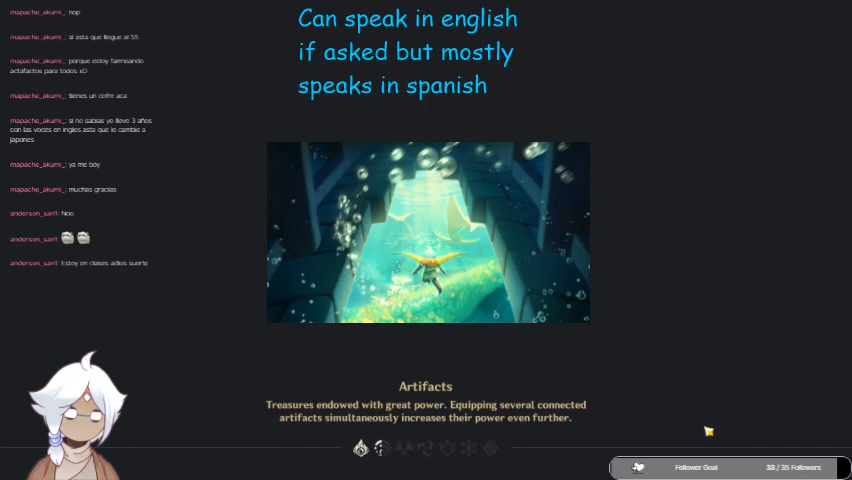 mapache_akumi_: nop
mapache_akumi_: si asta que llegue al 55
mapache_akumi_: porque estoy farmeando
actafactos para todos xD
mapache_akumi_: tienes un cofre aca
mapache_akumi_: si no sabias yo llevo 3 años
con las voces en ingles asta que lo cambie a
japones
mapache_akumi_: ya me boy
mapache_akumi_: muchas gracias
anderson_san1: Noo
anderson_san1:
anderson_san1: Estoy en clases adios suerte
Can speak in english
if asked but mostly
speaks in spanish
Artifacts
Treasures endowed with great power. Equipping several connected
artifacts simultaneously increases their power even further.
Follower Goal
33 / 35 Followers